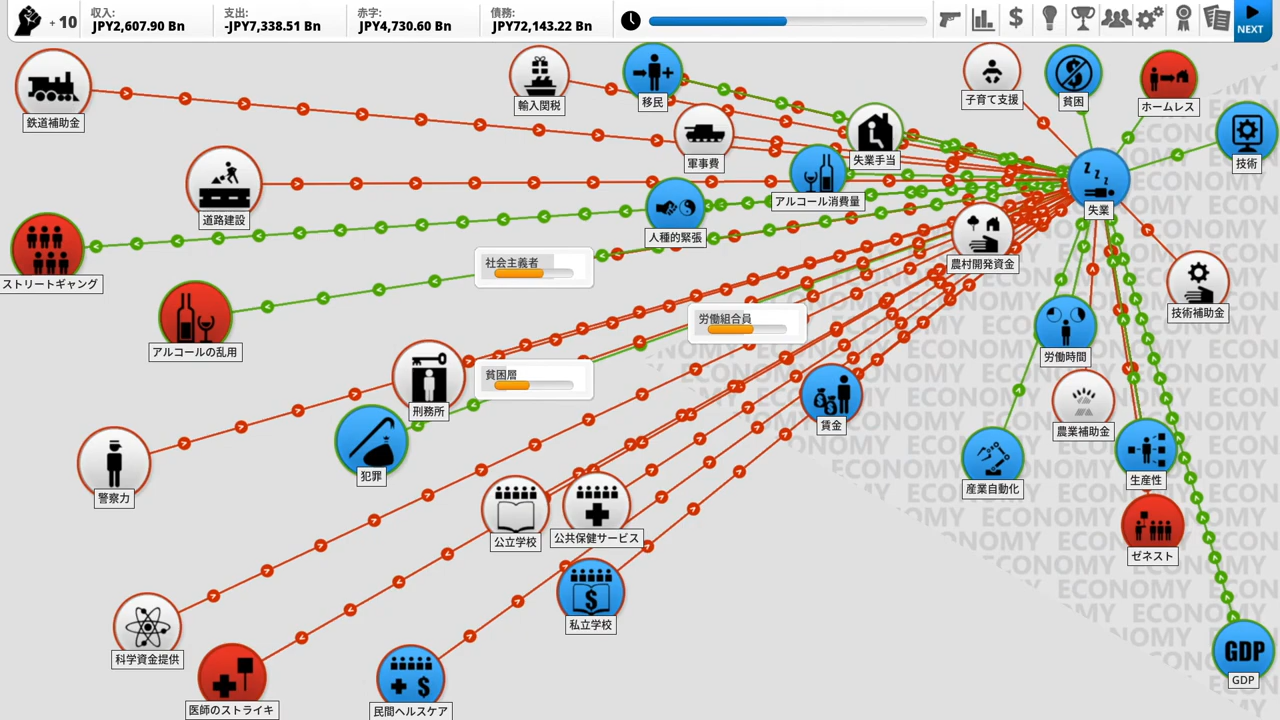 + 10
収入:
JPY2,607.90 Bn
支出:
-JPY7,338.51 Bn
赤字:
JPY4,730.60 Bn
債務:
JPY72,143.22 Bn
NEXT
鉄道補助金
輸入関税
移民
子育て支援
貧困
ホームレス
軍事費
失業手当
技術
道路建設
アルコール消費量
失業
人種的緊張
ストリートギャング
社会主義者
農村開発資金
技術補助金
アルコールの乱用
労働組合員
労働時間
貧困層
刑務所
賃金
農業補助金
犯罪
警察力
産業自動化
生産性
公立学校
公共保健サービス
ゼネスト
私立学校
科学資金提供
GDP
GDP
医師のストライキ
民間ヘルスケア
ECONOMY